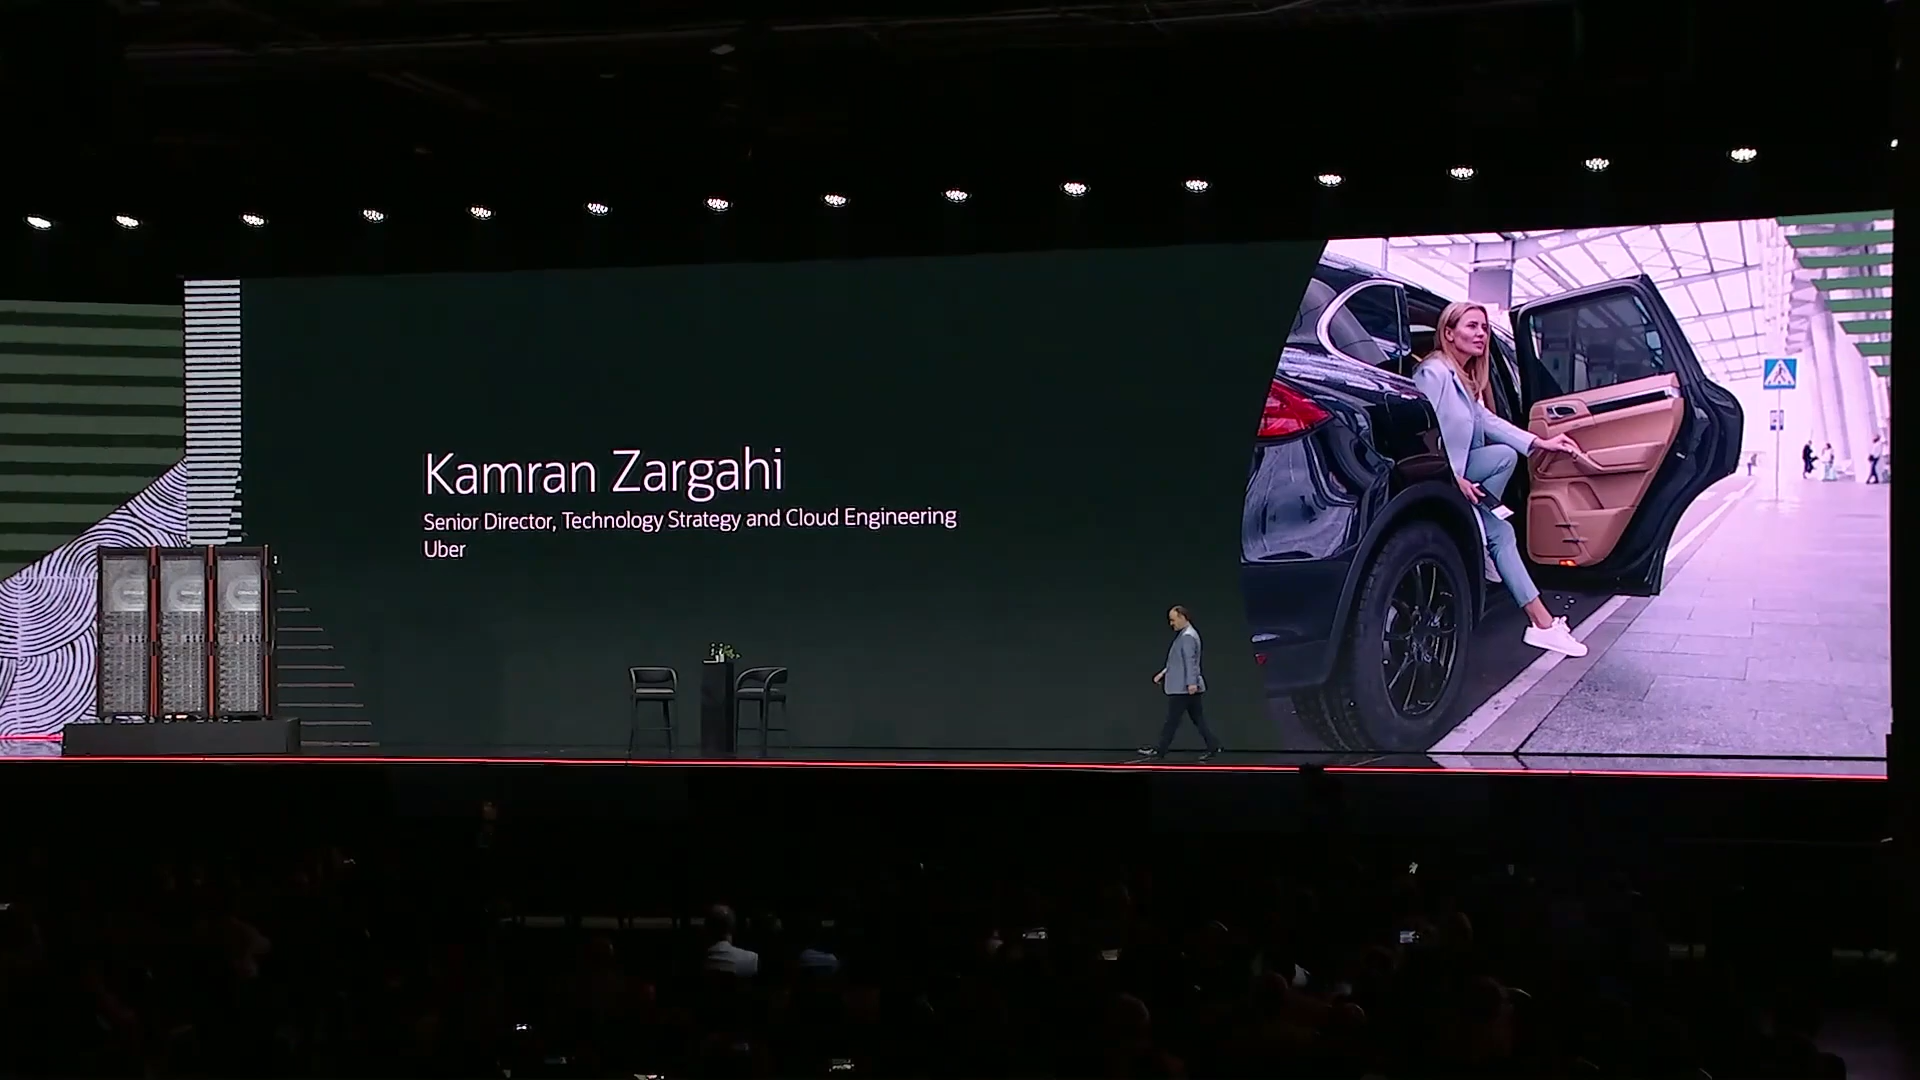 Kamran Zargahi
Senior Director, Technology Strategy and Cloud Engineering
Uber